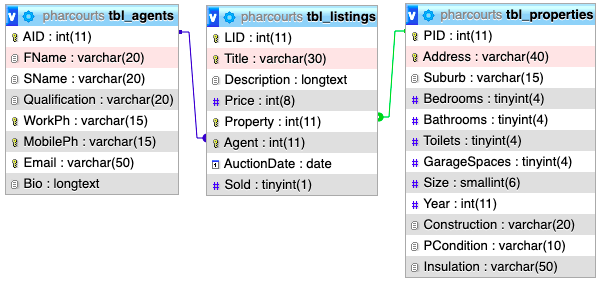 pharcourts tbl_agents
AID : int(11)
FName : varchar(20)
SName : varchar(20)
Qualification : varchar(20)
WorkPh : varchar(15)
MobilePh : varchar(15)
Email : varchar(50)
Bio : longtext
pharcourts tbl_listings
LID : int(11)
Title : varchar(30)
Description : longtext
Price : int(8)
Property : int(11)
Agent : int(11)
AuctionDate : date
Sold : tinyint(1)
pharcourts tbl_properties
PID : int(11)
Address : varchar(40)
Suburb : varchar(15)
Bedrooms : tinyint(4)
Bathrooms : tinyint(4)
Toilets : tinyint(4)
GarageSpaces : tinyint(4)
Size : smallint(6)
Year : int(11)
Construction : varchar(20)
PCondition : varchar(10)
Insulation : varchar(50)